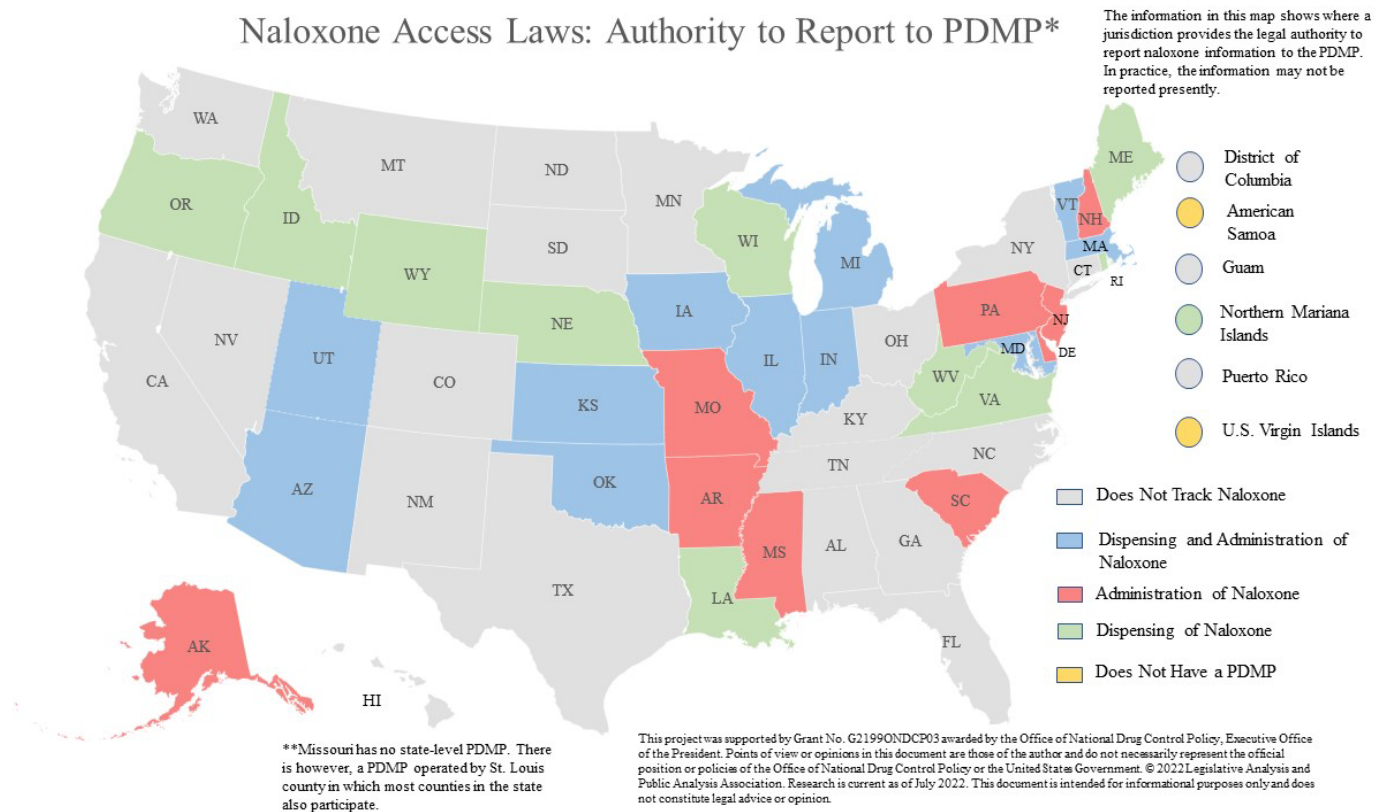 Naloxone Access Laws: Authority to Report to PDMP*
The information in this map shows where a
jurisdiction provides the legal authority to
report naloxone information to the PDMP.
In practice, the information may not be
reported presently.
WA
MT
ND
MN
ME
OR
ID
WY
SD
WI
MI
NY
VT
NH
MA
CT
RI
NV
UT
CO
NE
IA
IL
IN
OH
PA
NJ
MD
DE
CA
KS
MO
KY
WV
VA
AZ
NM
OK
AR
TN
NC
SC
TX
LA
MS
AL
GA
FL
AK
HI
District of
Columbia
American
Samoa
Guam
Northern Mariana
Islands
Puerto Rico
U.S. Virgin Islands
Does Not Track Naloxone
Dispensing and Administration of
Naloxone
Administration of Naloxone
Dispensing of Naloxone
Does Not Have a PDMP
**Missouri has no state-level PDMP. There
is however, a PDMP operated by St. Louis
county in which most counties in the state
also participate.
This project was supported by Grant No. G2199ONDCP03 awarded by the Office of National Drug Control Policy, Executive Office
of the President. Points of view or opinions in this document are those of the author and do not necessarily represent the official
position or policies of the Office of National Drug Control Policy or the United States Government. © 2022 Legislative Analysis and
Public Analysis Association. Research is current as of July 2022. This document is intended for informational purposes only and does
not constitute legal advice or opinion.